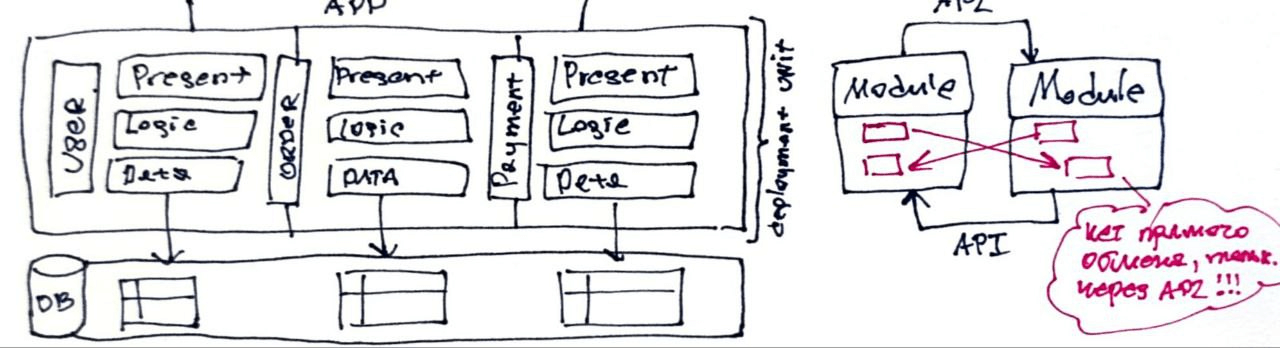 APP
USER
Present
Logic
Data
ORDER
Present
Logic
DATA
Payment
Present
Logic
Data
deployment unit
DB
API
Module
Module
API
нет прямого
обмена, тольк.
через API !!!